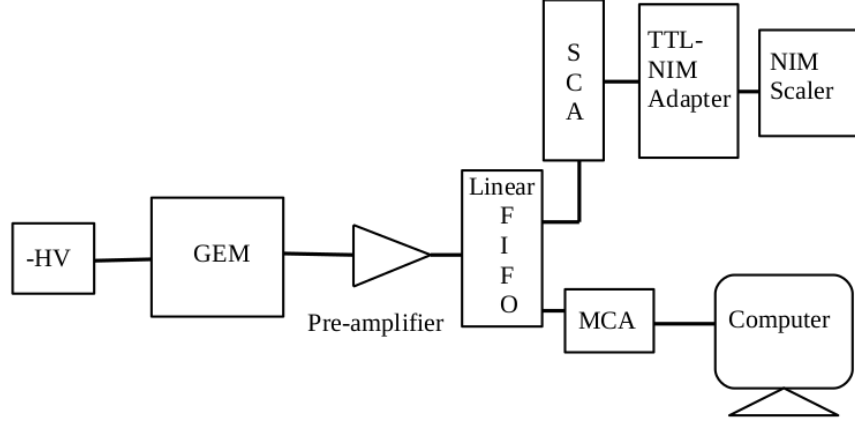 -HV
GEM
Pre-amplifier
Linear
F
I
F
O
S
C
A
TTL-
NIM
Adapter
NIM
Scaler
MCA
Computer